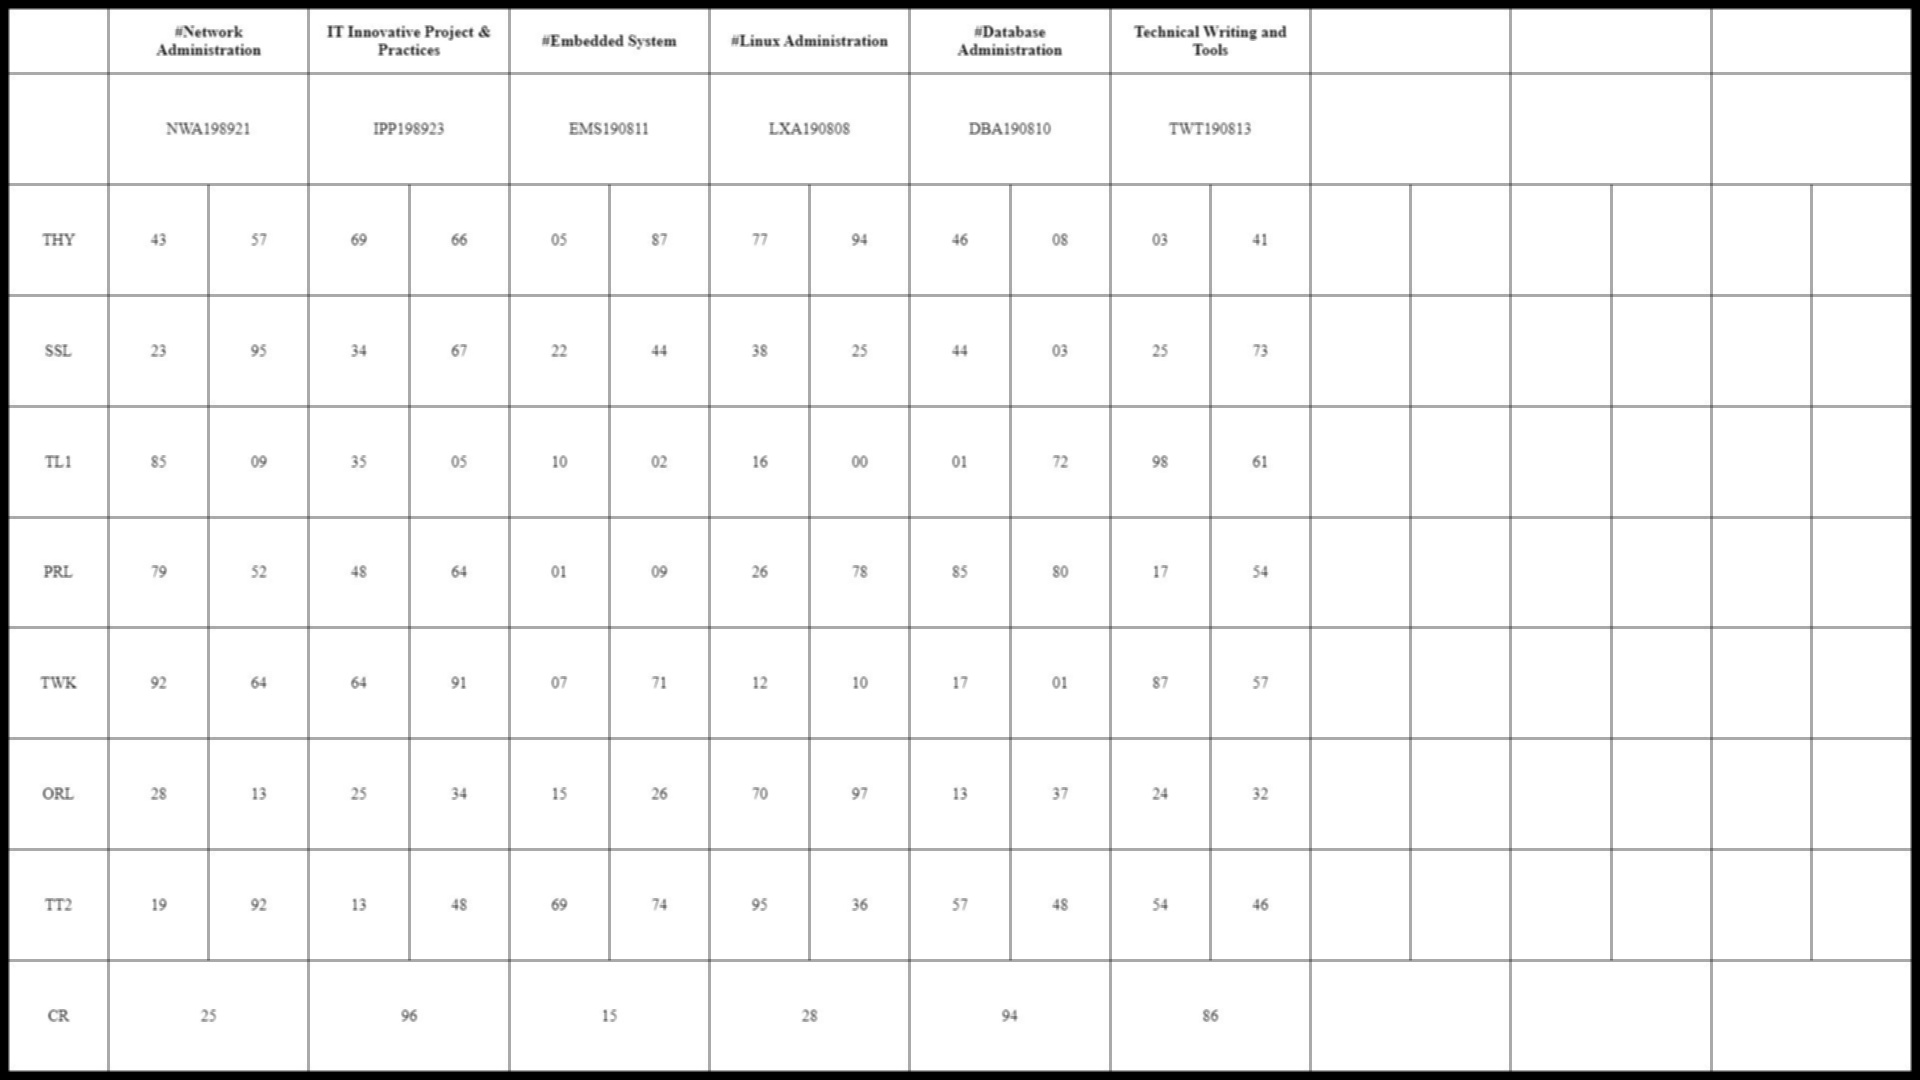 #Network Administration IT Innovative Project & Practices #Embedded System #Linux Administration #Database Administration Technical Writing and Tools
NWA198921 IPP198923 EMS190811 LXA190808 DBA190810 TWT190813
THY 43 57 69 66 05 87 77 94 46 08 03 41
SSL 23 95 34 67 22 44 38 25 44 03 25 73
TL1 85 09 35 05 10 02 16 00 01 72 98 61
PRL 79 52 48 64 01 09 26 78 85 80 17 54
TWK 92 64 64 91 07 71 12 10 17 01 87 57
ORL 28 13 25 34 15 26 70 97 13 37 24 32
TT2 19 92 13 48 69 74 95 36 57 48 54 46
CR 25 96 15 28 94 86